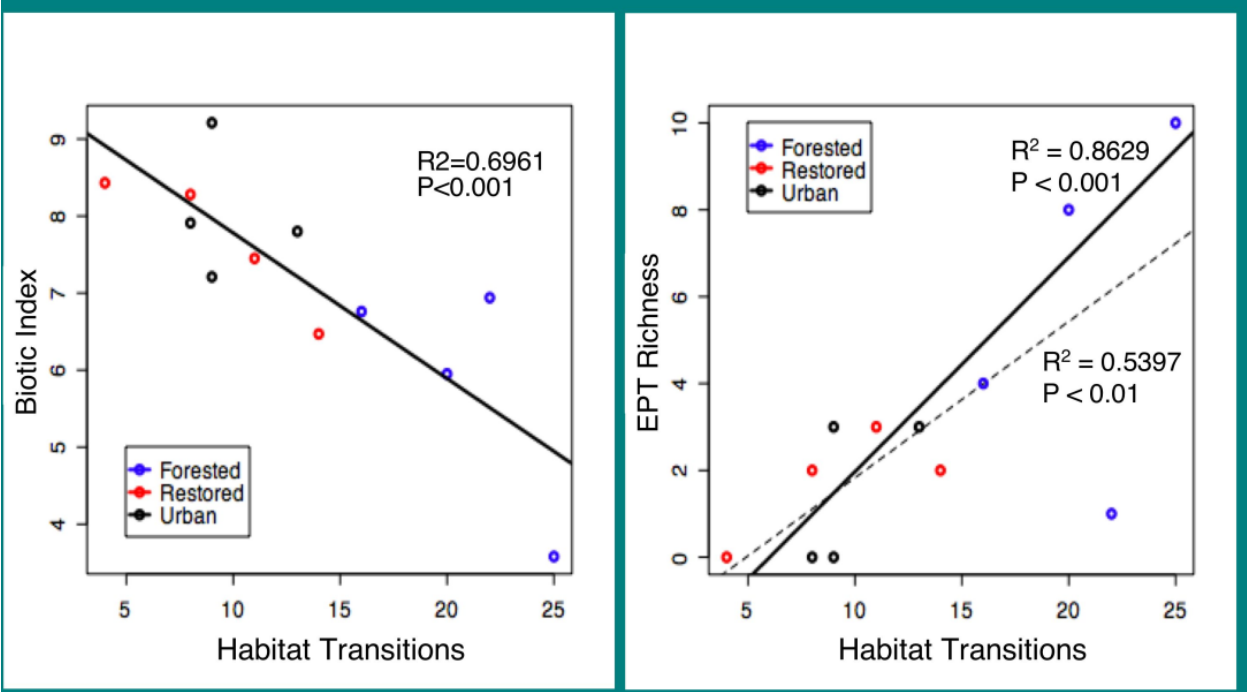 R2=0.6961
P<0.001
Biotic Index
9
8
7
6
5
4
Forested
Restored
Urban
5 10 15 20 25
Habitat Transitions
Forested
Restored
Urban
R² = 0.8629
P < 0.001
R² = 0.5397
P < 0.01
EPT Richness
10
8
6
4
2
0
5 10 15 20 25
Habitat Transitions